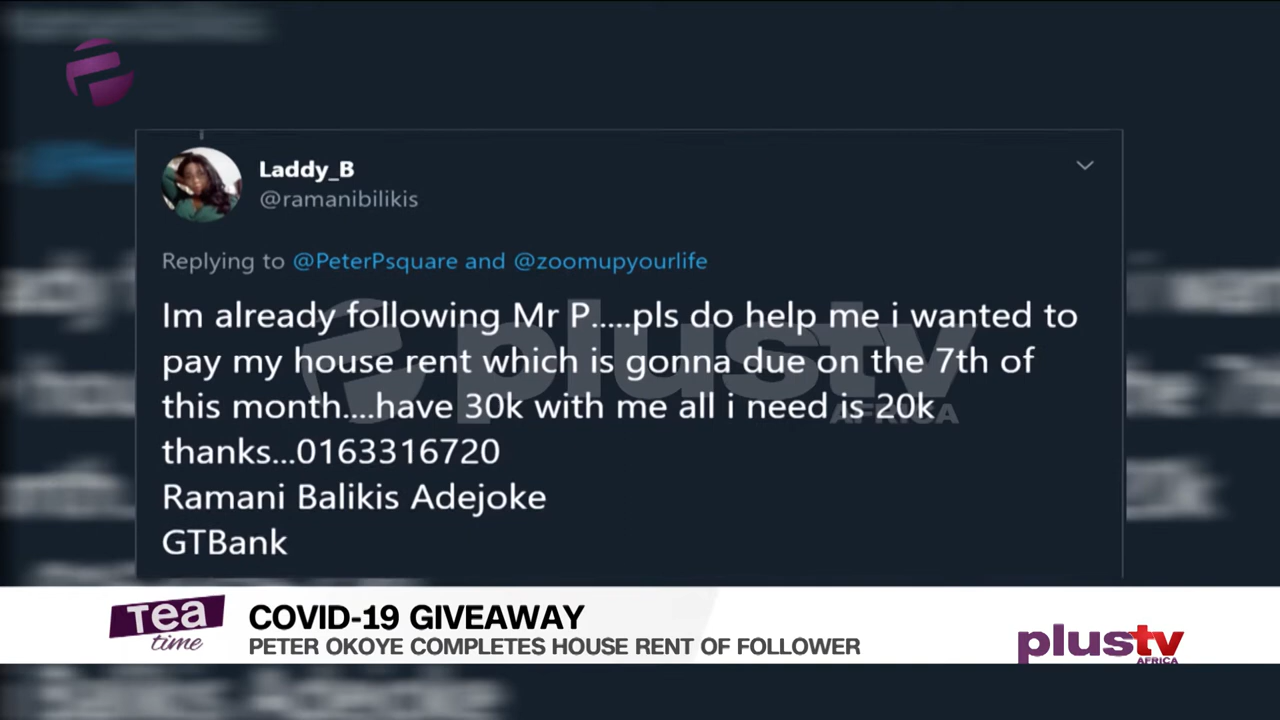 Laddy_B
@ramanibilikis
Replying to @PeterPsquare and @zoomupyourlife
Im already following Mr P.....pls do help me i wanted to
pay my house rent which is gonna due on the 7th of
this month....have 30k with me all i need is 20k
thanks...0163316720
Ramani Balikis Adejoke
GTBank
plustv
AFRICA
Tea
time
COVID-19 GIVEAWAY
PETER OKOYE COMPLETES HOUSE RENT OF FOLLOWER
plustv
AFRICA